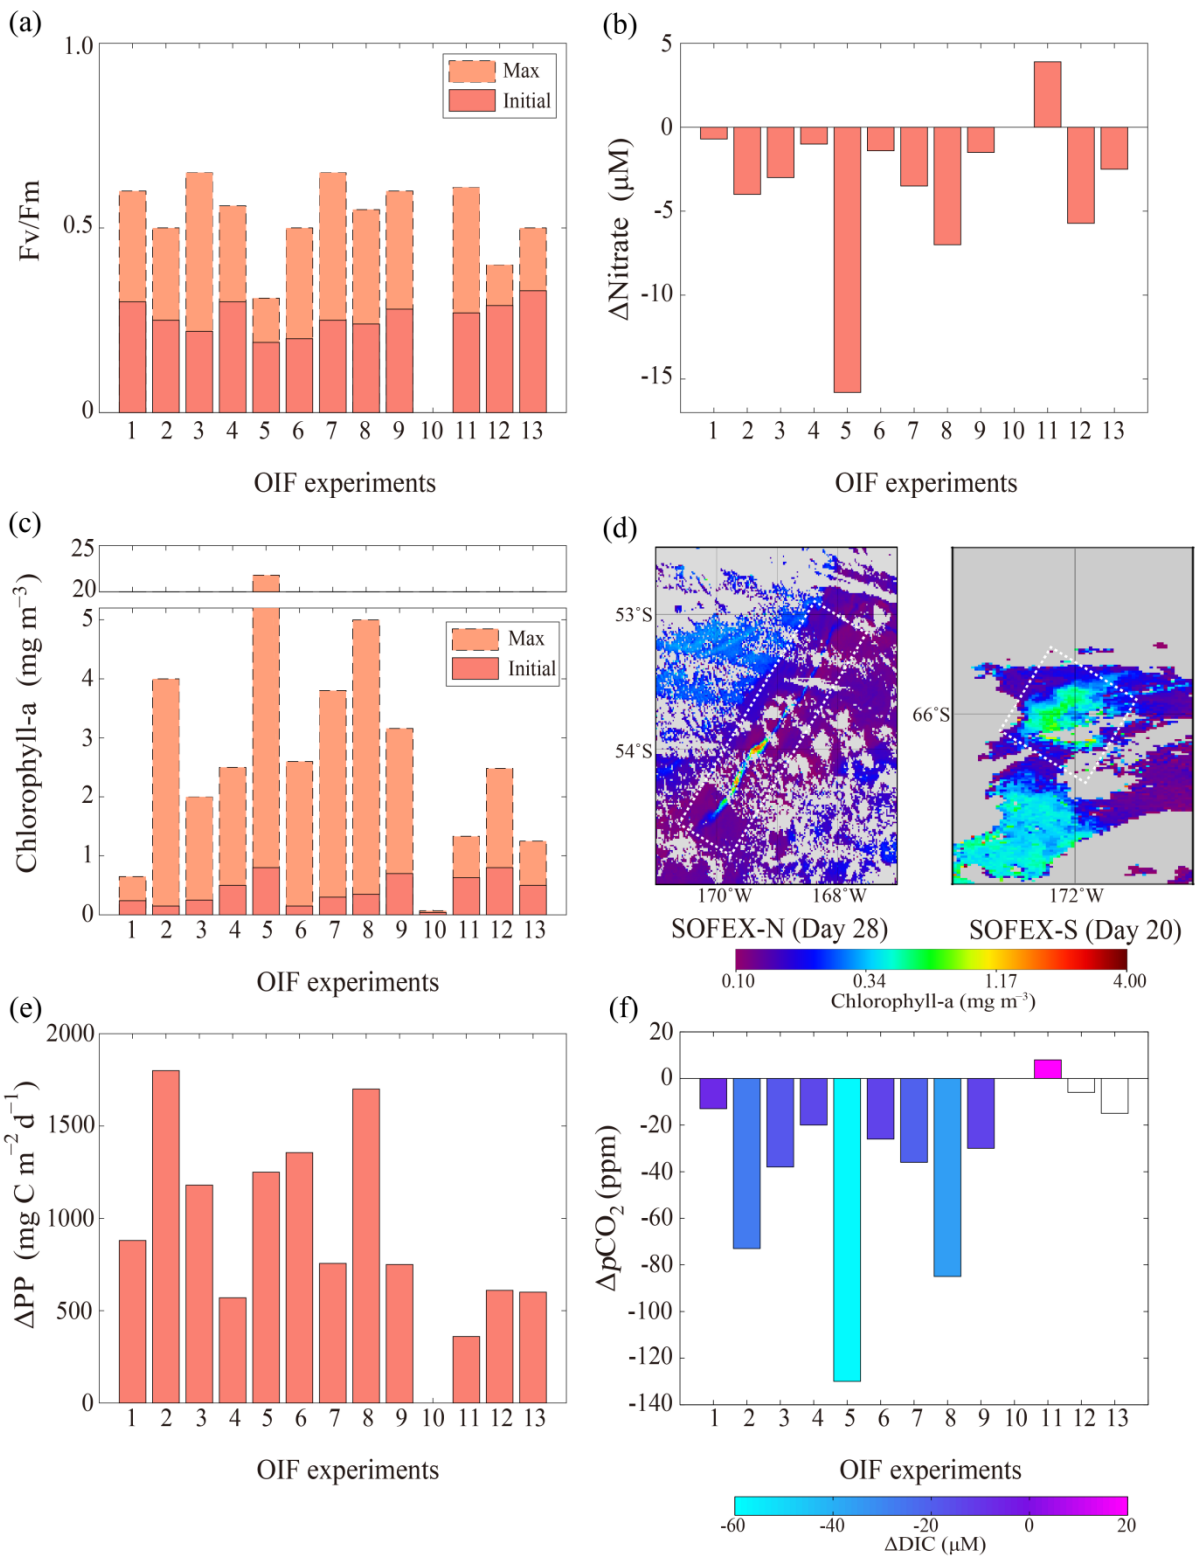 (a)
1.0
0.5
0
Fv/Fm
Max
Initial
1 2 3 4 5 6 7 8 9 10 11 12 13
OIF experiments
(b)
5
0
-5
-10
-15
ΔNitrate (μM)
1 2 3 4 5 6 7 8 9 10 11 12 13
OIF experiments
(c)
25
20
5
4
3
2
1
0
Chlorophyll-a (mg m⁻³)
Max
Initial
1 2 3 4 5 6 7 8 9 10 11 12 13
OIF experiments
(d)
53°S
54°S
170°W 168°W
SOFEX-N (Day 28)
66°S
172°W
SOFEX-S (Day 20)
0.10 0.34 1.17 4.00
Chlorophyll-a (mg m⁻³)
(e)
2000
1500
1000
500
0
ΔPP (mg C m⁻² d⁻¹)
1 2 3 4 5 6 7 8 9 10 11 12 13
OIF experiments
(f)
20
0
-20
-40
-60
-80
-100
-120
-140
ΔpCO₂ (ppm)
1 2 3 4 5 6 7 8 9 10 11 12 13
OIF experiments
-60 -40 -20 0 20
ΔDIC (μM)